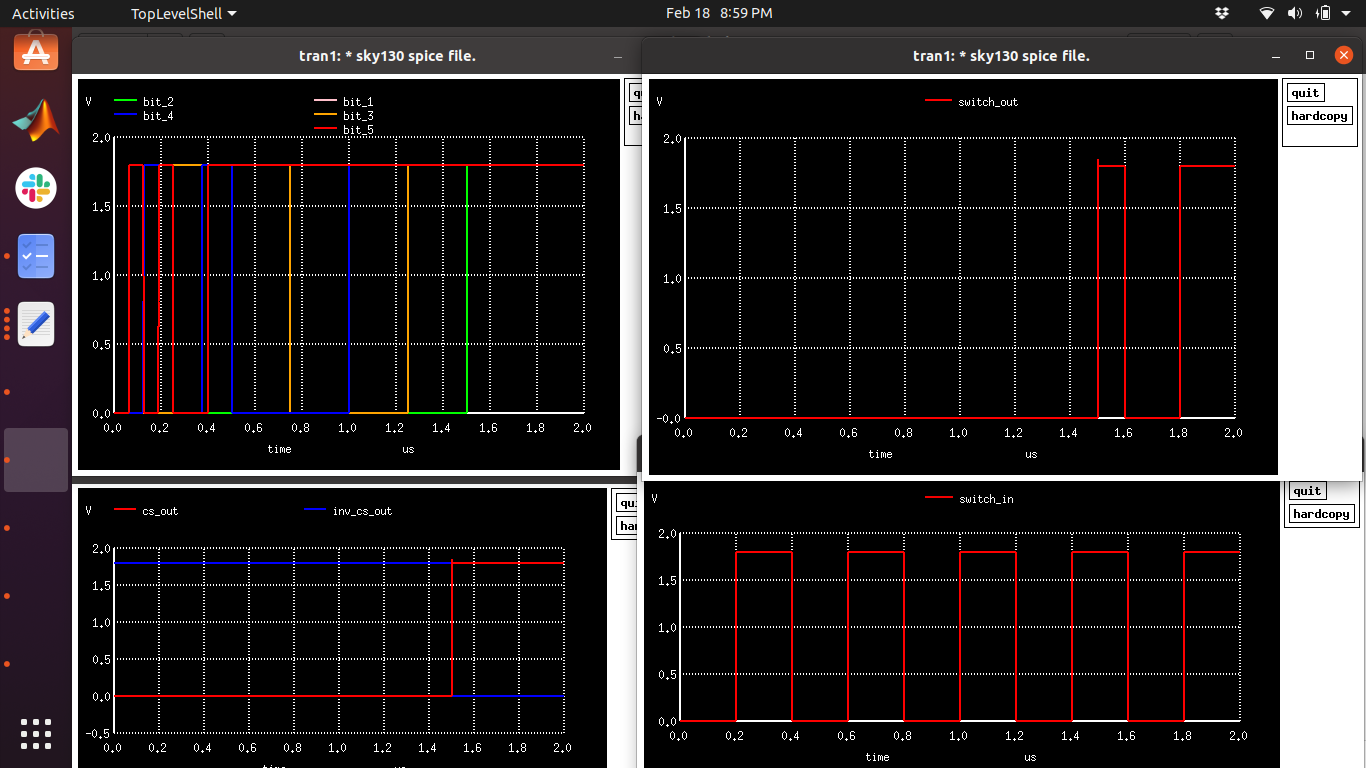 Activities TopLevelShell Feb 18 8:59 PM
tran1: * sky130 spice file.
V bit_2 bit_1
bit_4 bit_3
bit_5
2.0
1.5
1.0
0.5
0.0
0.0 0.2 0.4 0.6 0.8 1.0 1.2 1.4 1.6 1.8 2.0
time us
tran1: * sky130 spice file.
quit
hardcopy
V switch_out
2.0
1.5
1.0
0.5
-0.0
0.0 0.2 0.4 0.6 0.8 1.0 1.2 1.4 1.6 1.8 2.0
time us
V cs_out inv_cs_out
2.0
1.5
1.0
0.5
0.0
-0.5
0.0 0.2 0.4 0.6 0.8 1.0 1.2 1.4 1.6 1.8 2.0
quit
hardcopy
V switch_in
2.0
1.5
1.0
0.5
0.0
0.0 0.2 0.4 0.6 0.8 1.0 1.2 1.4 1.6 1.8 2.0
time us